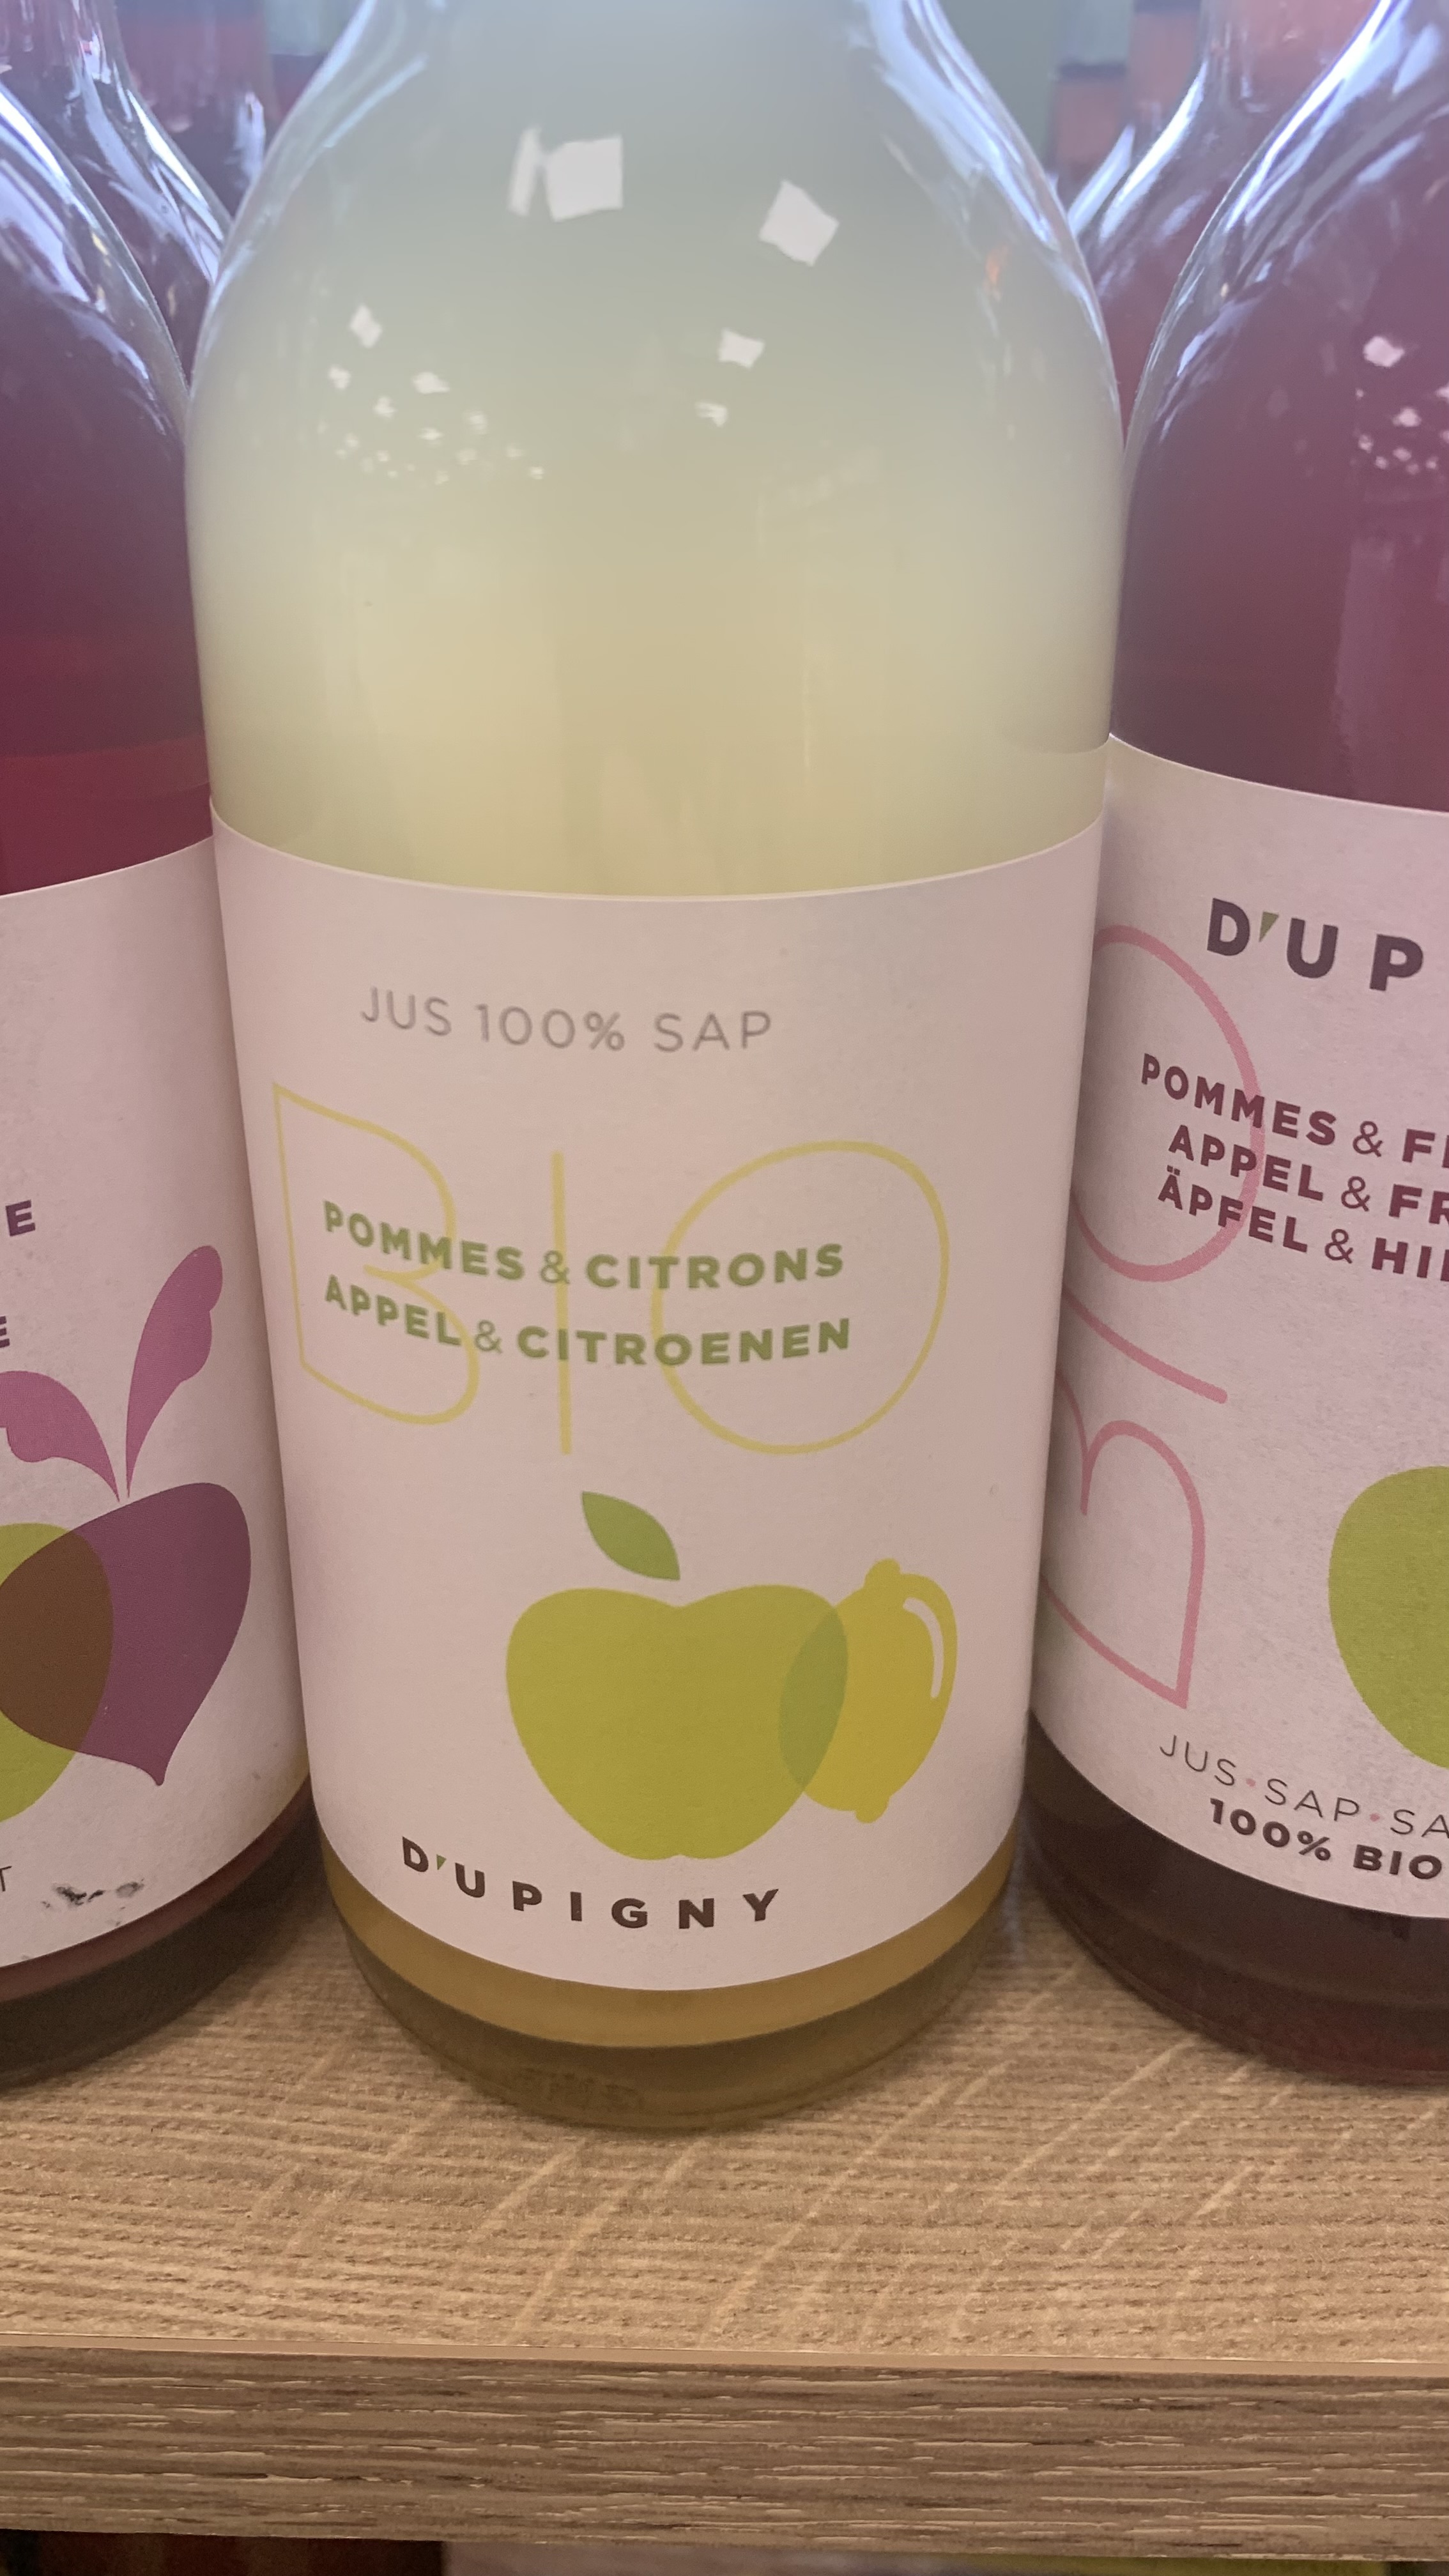 JUS 100% SAP
BIO
POMMES & CITRONS
APPEL & CITROENEN
D'UPIGNY
E
E
T
D'UP
BIO
POMMES & F
APPEL & FR
ÄPFEL & HI
JUS•SAP•SA
100% BIO